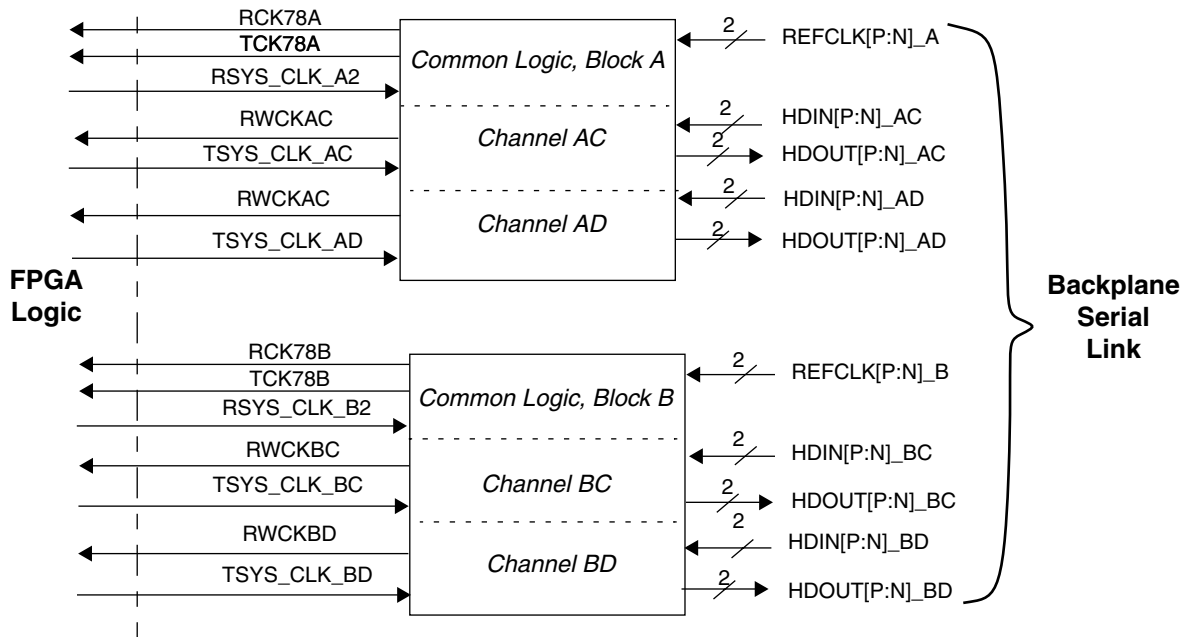 RCK78A
TCK78A
RSYS_CLK_A2
RWCKAC
TSYS_CLK_AC
RWCKAC
TSYS_CLK_AD
Common Logic, Block A
Channel AC
Channel AD
2
REFCLK[P:N]_A
2
HDIN[P:N]_AC
2
HDOUT[P:N]_AC
2
HDIN[P:N]_AD
2
HDOUT[P:N]_AD
FPGA
Logic
Backplane
Serial
Link
RCK78B
TCK78B
RSYS_CLK_B2
RWCKBC
TSYS_CLK_BC
RWCKBD
TSYS_CLK_BD
Common Logic, Block B
Channel BC
Channel BD
2
REFCLK[P:N]_B
2
HDIN[P:N]_BC
2
HDOUT[P:N]_BC
2
HDIN[P:N]_BD
2
HDOUT[P:N]_BD